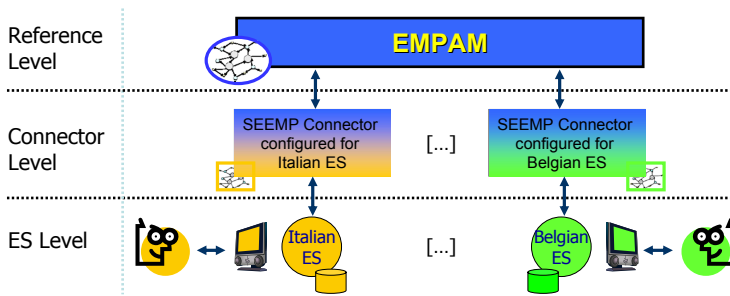 Reference
Level
EMPAM
Connector
Level
SEEMP Connector
configured for
Italian ES
[...]
SEEMP Connector
configured for
Belgian ES
ES Level
Italian
ES
[...]
Belgian
ES